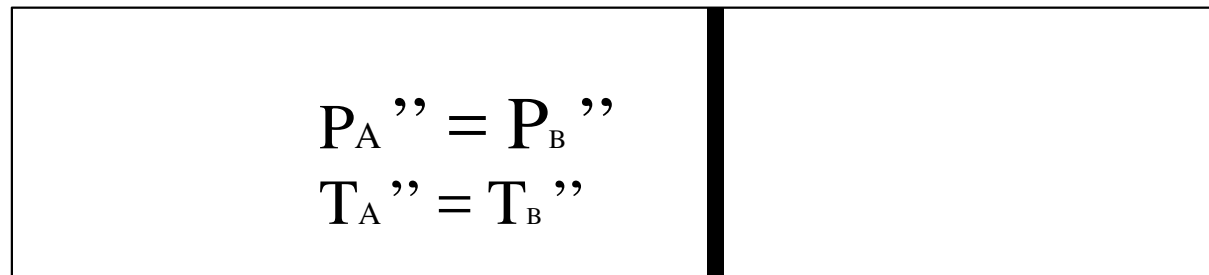 PA’’ = PB’’
TA’’ = TB’’